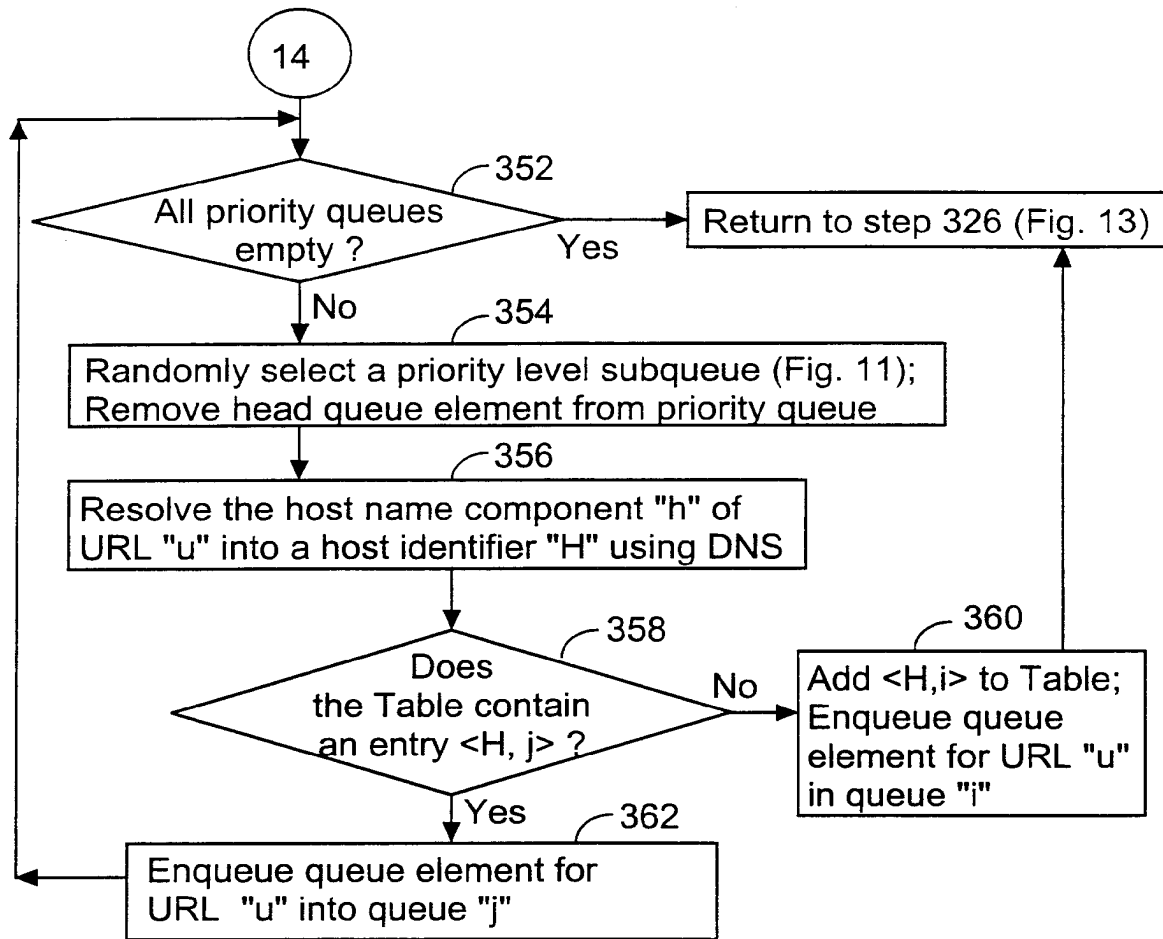 14
352
All priority queues
empty ?
Yes
Return to step 326 (Fig. 13)
No
354
Randomly select a priority level subqueue (Fig. 11);
Remove head queue element from priority queue
356
Resolve the host name component "h" of
URL "u" into a host identifier "H" using DNS
358
Does
the Table contain
an entry <H, j> ?
No
360
Add <H,i> to Table;
Enqueue queue
element for URL "u"
in queue "i"
Yes
362
Enqueue queue element for
URL "u" into queue "j"